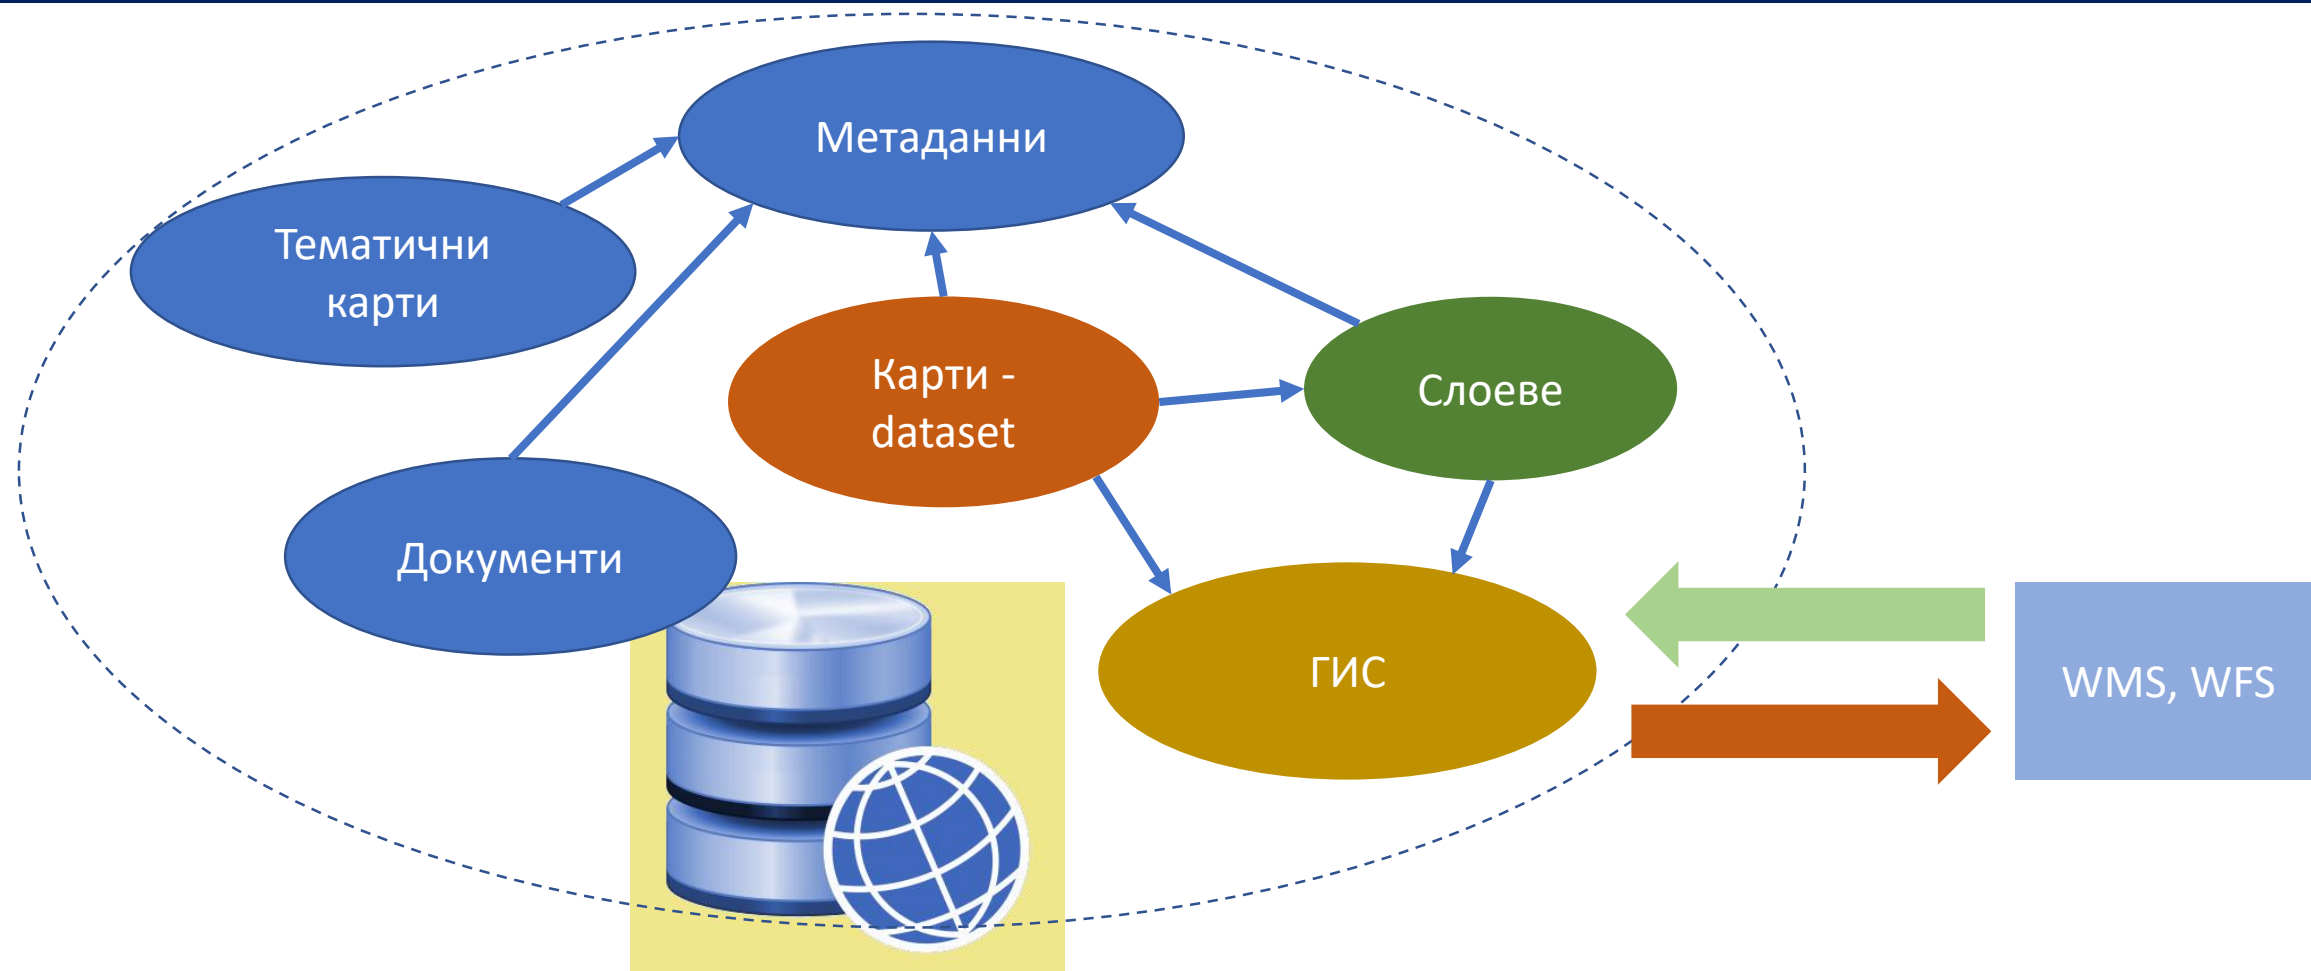 Метаданни
Тематични
карти
Карти -
dataset
Слоеве
Документи
ГИС
WMS, WFS